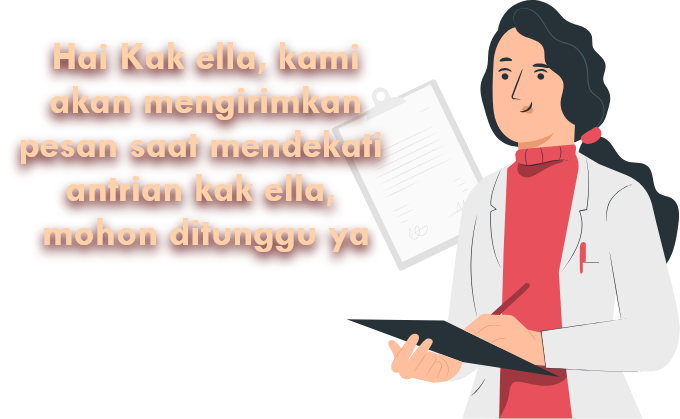 Hai Kak ella, kami
akan mengirimkan
pesan saat mendekati
antrian kak ella,
mohon ditunggu ya